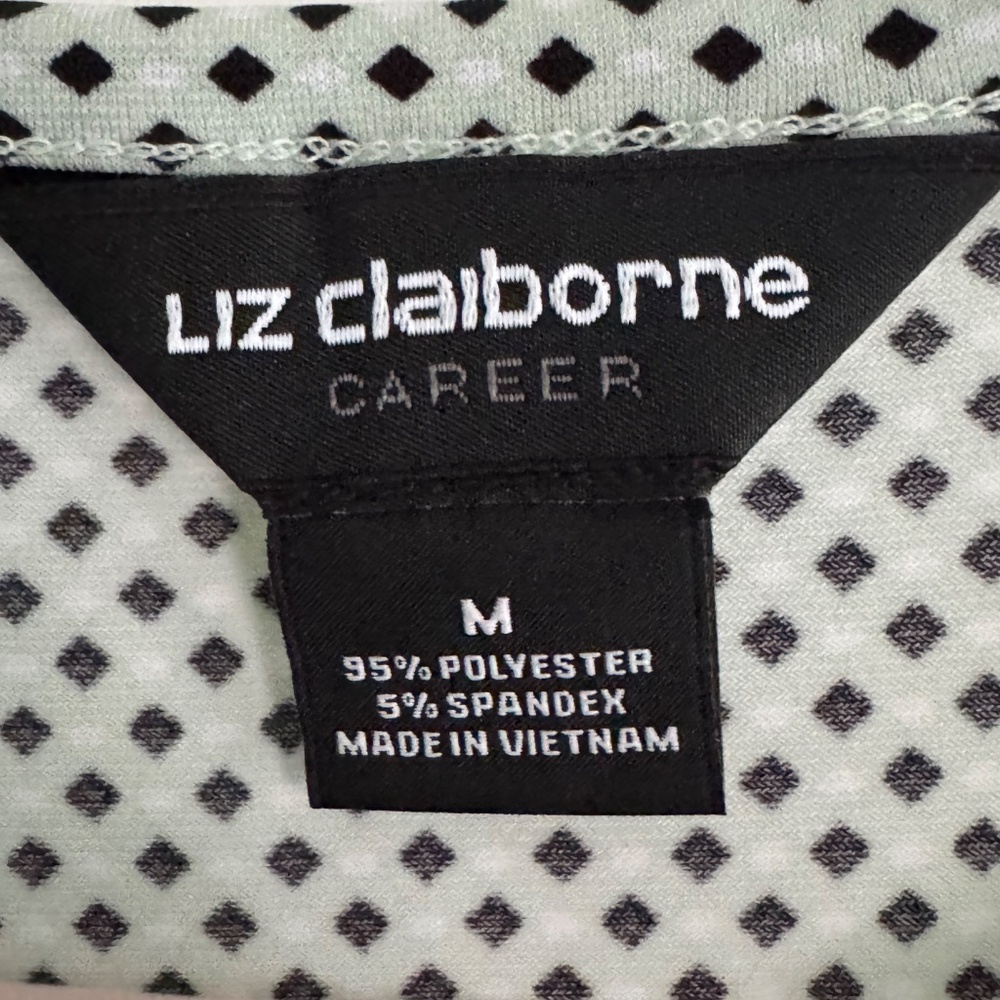 LIZ claiborne
CAREER
M
95% POLYESTER
5% SPANDEX
MADE IN VIETNAM